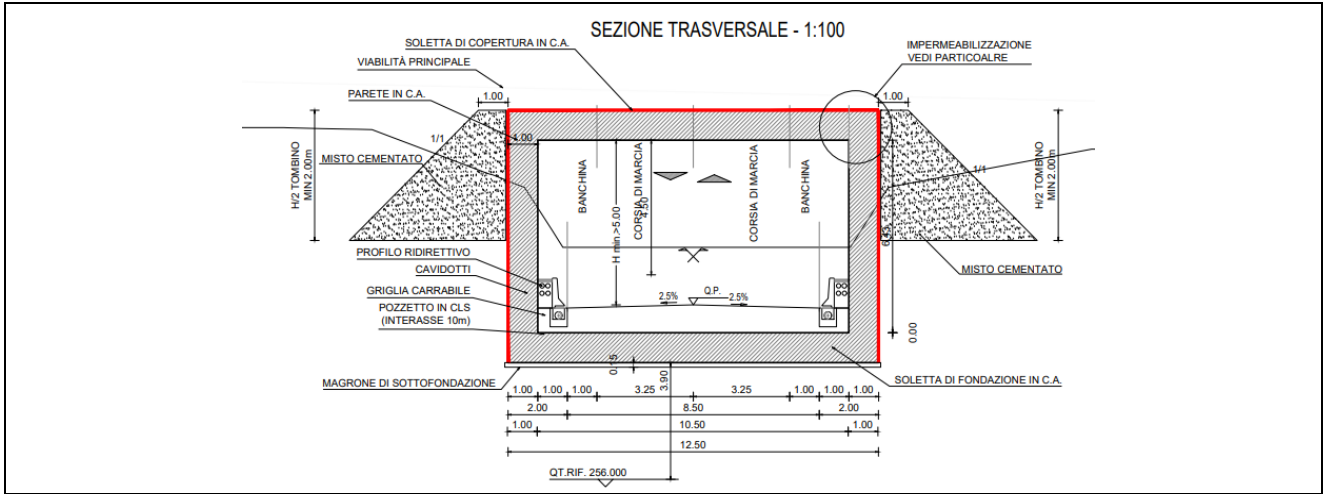 SEZIONE TRASVERSALE - 1:100
SOLETTA DI COPERTURA IN C.A.
IMPERMEABILIZZAZIONE
VEDI PARTICOALRE
VIABILITÀ PRINCIPALE
1.00
1.00
PARETE IN C.A.
1.00
1/1
1/1
MISTO CEMENTATO
H/2 TOMBINO
MIN 2.00m
H/2 TOMBINO
MIN 2.00m
BANCHINA
CORSIA DI MARCIA
CORSIA DI MARCIA
BANCHINA
H min >5.00
4.50
MISTO CEMENTATO
PROFILO RIDIRETTIVO
CAVIDOTTI
GRIGLIA CARRABILE
POZZETTO IN CLS
(INTERASSE 10m)
2.5%
Q.P.
2.5%
0.00
0.15
3.90
MAGRONE DI SOTTOFONDAZIONE
SOLETTA DI FONDAZIONE IN C.A.
1.00 1.00 1.00 3.25 3.25 1.00 1.00 1.00
2.00 8.50 2.00
1.00 10.50 1.00
12.50
QT.RIF. 256.000